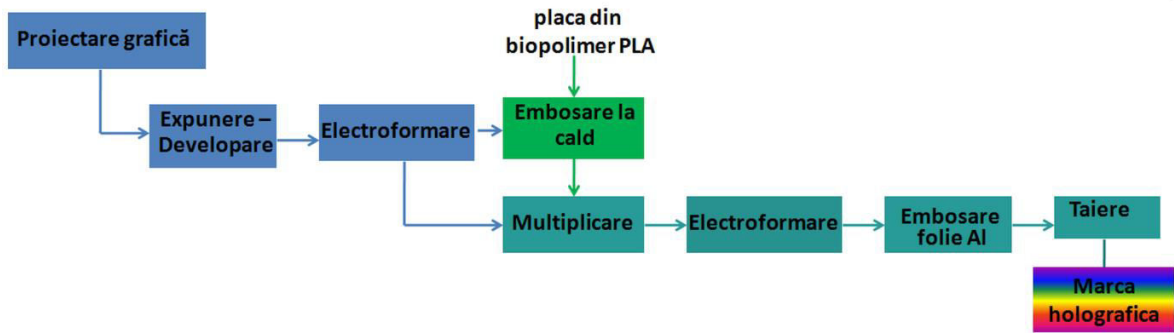 Proiectare grafică
placa din
biopolimer PLA
Expunere –
Developare
Electroformare
Embosare la
cald
Multiplicare
Electroformare
Embosare
folie Al
Taiere
Marca
holografica